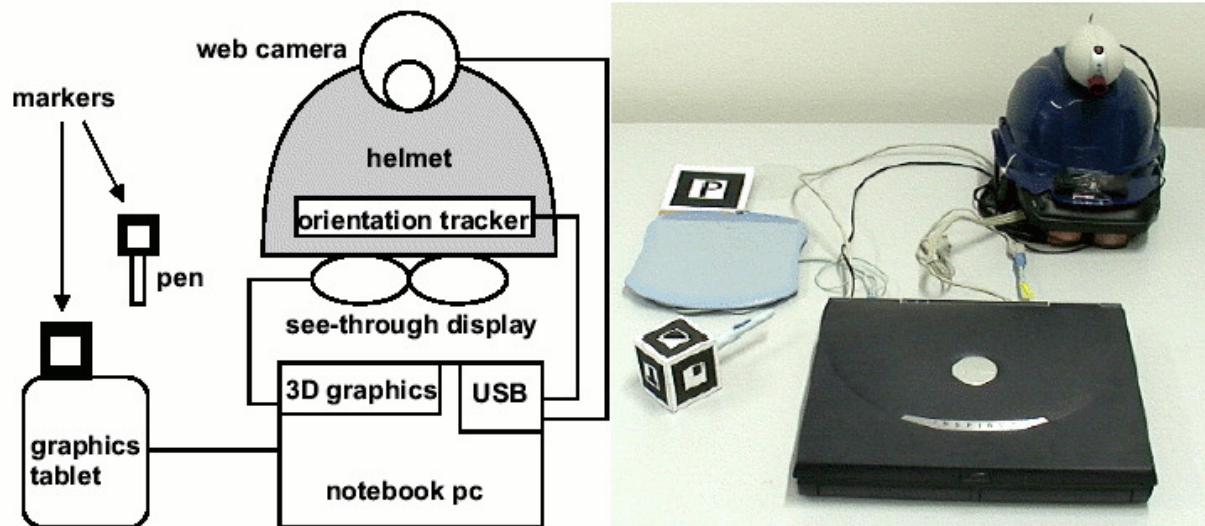 web camera
markers
helmet
orientation tracker
pen
see-through display
3D graphics
USB
graphics
tablet
notebook pc
P